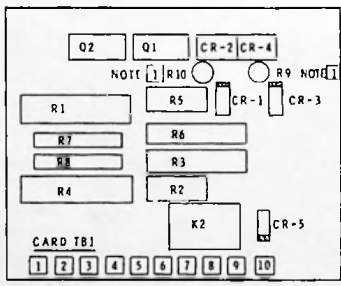 Q2 Q1 CR-2 CR-4
NOTE 1 R10 R9 NOTE 1
R1 R5 CR-1 CR-3
R7 R6
R8 R3
R4 R2
K2 CR-5
CARD TB1
1 2 3 4 5 6 7 8 9 10